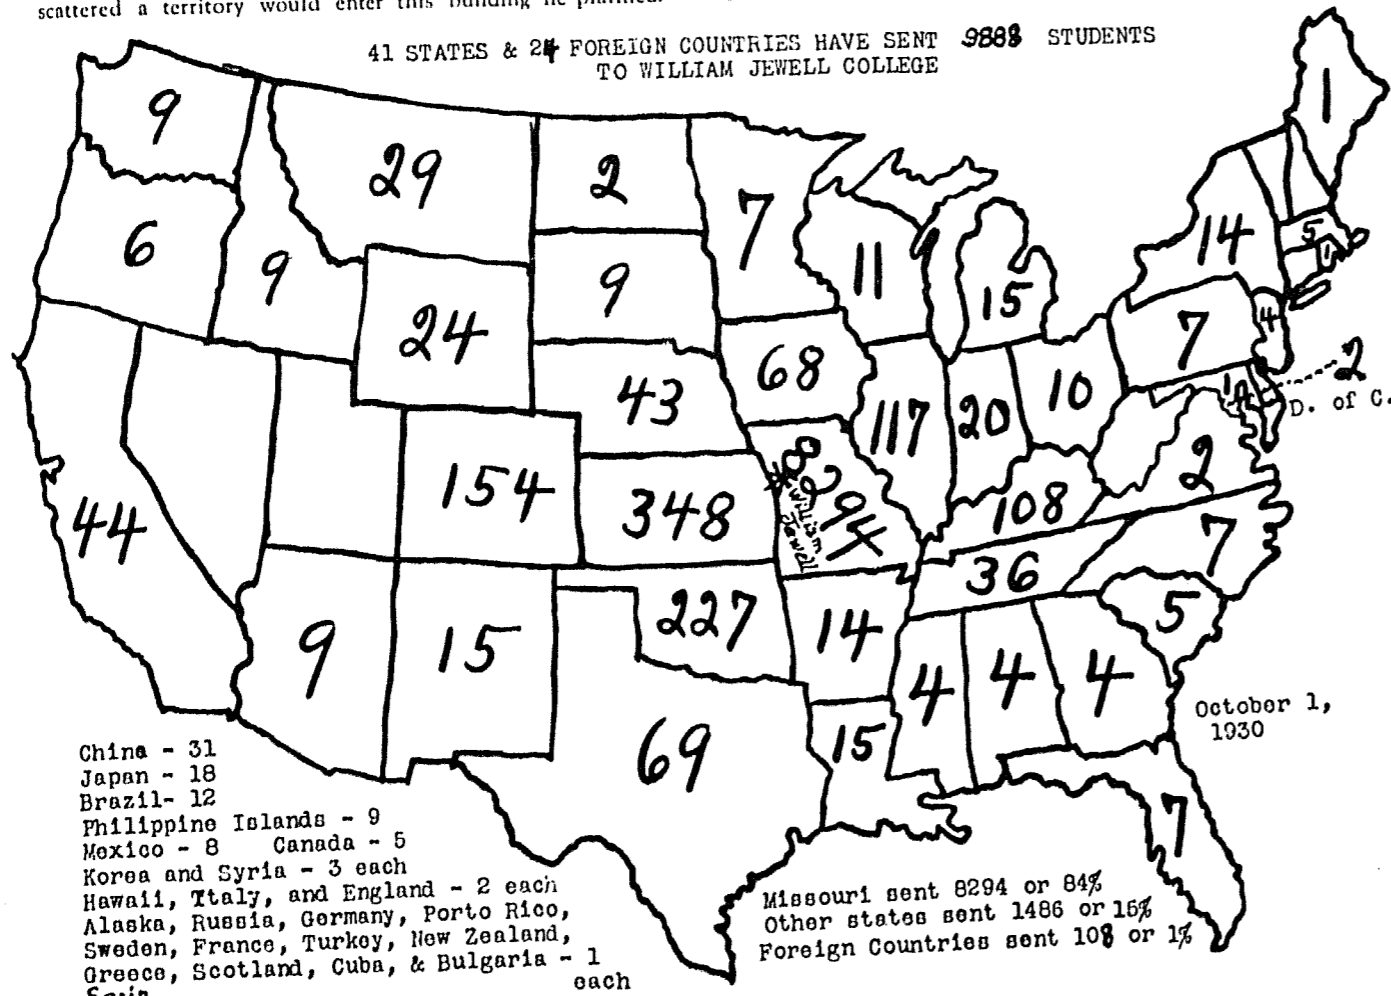 scattered a territory would enter this building he planned.
41 STATES & 24 FOREIGN COUNTRIES HAVE SENT 9888 STUDENTS
TO WILLIAM JEWELL COLLEGE
9
29
2
7
1
6
9
24
9
11
15
14
5
1
43
68
117
20
10
7
4
2
D. of C.
44
154
348
8294
William
Jewell
108
2
9
15
227
14
36
7
5
69
15
4
4
4
7
October 1,
1930
China - 31
Japan - 18
Brazil- 12
Philippine Islands - 9
Mexico - 8 Canada - 5
Korea and Syria - 3 each
Hawaii, Italy, and England - 2 each
Alaska, Russia, Germany, Porto Rico,
Sweden, France, Turkey, New Zealand,
Greece, Scotland, Cuba, & Bulgaria - 1
each
Missouri sent 8294 or 84%
Other states sent 1486 or 15%
Foreign Countries sent 108 or 1%